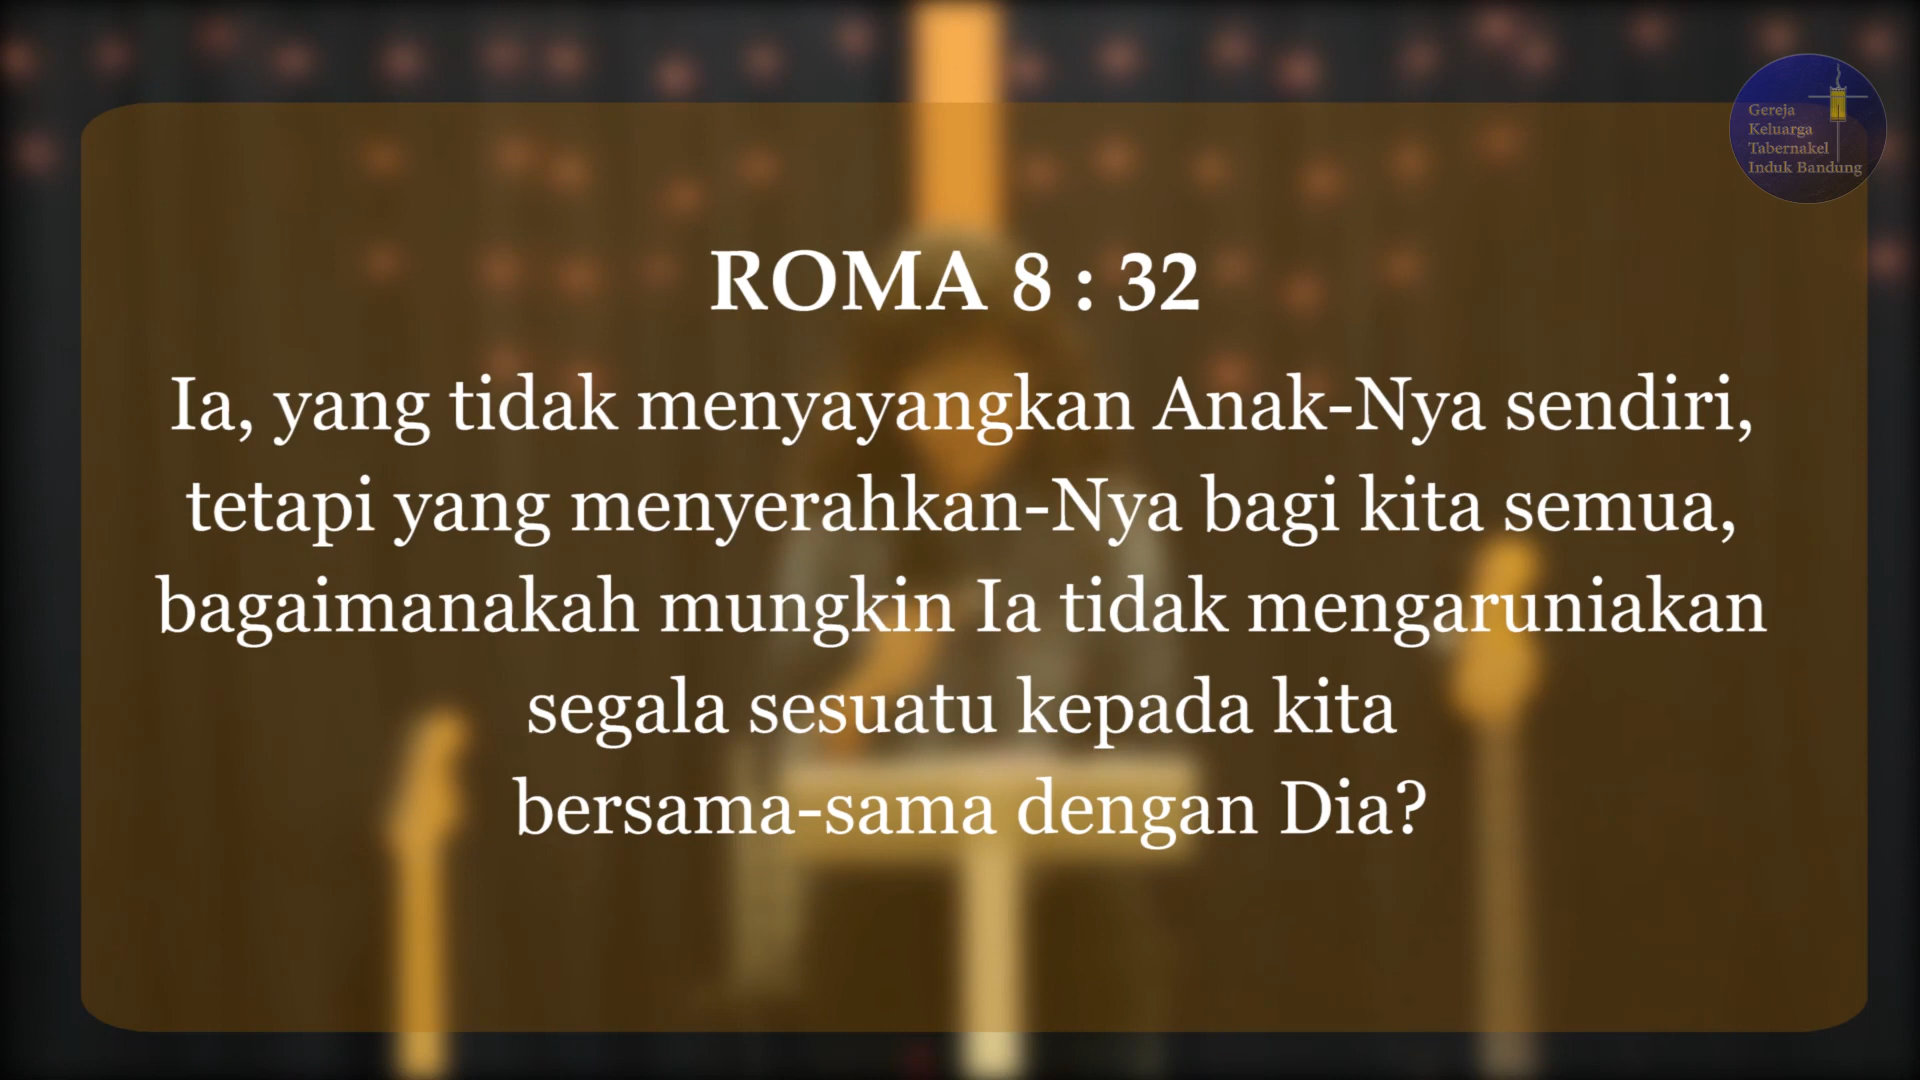 Gereja
Keluarga
Tabernakel
Induk Bandung
ROMA 8 : 32
Ia, yang tidak menyayangkan Anak-Nya sendiri,
tetapi yang menyerahkan-Nya bagi kita semua,
bagaimanakah mungkin Ia tidak mengaruniakan
segala sesuatu kepada kita
bersama-sama dengan Dia?